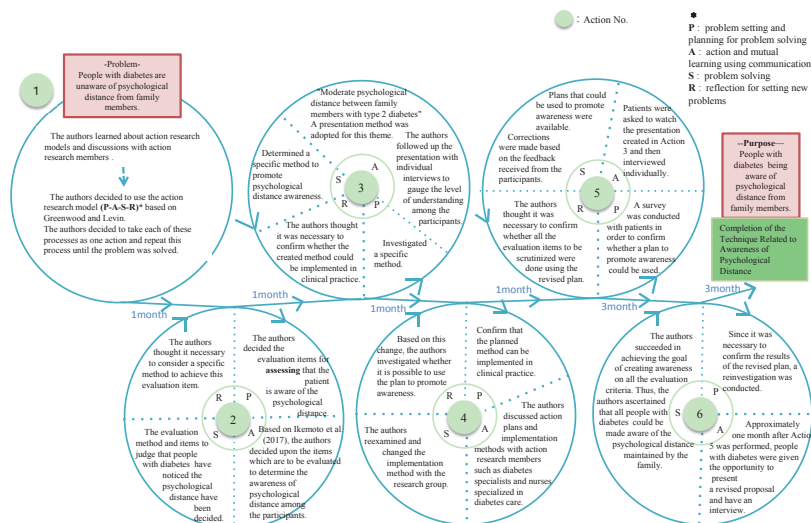 : Action No.
*
P : problem setting and
planning for problem solving
A : action and mutual
learning using communication
S : problem solving
R : reflection for setting new
problems
1
-Problem-
People with diabetes are
unaware of psychological
distance from family
members.
The authors learned about action research
models and discussions with action
research members .
The authors decided to use the action
research model (P-A-S-R)* based on
Greenwood and Levin.
The authors decided to take each of these
processes as one action and repeat this
process until the problem was solved.
1month
The authors
thought it necessary
to consider a specific
method to achieve this
evaluation item.
The authors
decided the
evaluation items for
assessing that the
patient
is aware of the
psychological
distance.
R
P
2
S
A
The evaluation
method and items to
judge that people
with diabetes have
noticed the
psychological
distance have
been
decided.
Based on Ikemoto et al.
(2017), the authors
decided upon the items
which are to be evaluated
to determine the
awareness of
psychological
distance among
the participants.
1month
"Moderate psychological
distance between family
members with type 2 diabetes"
A presentation method was
adopted for this theme.
The authors
followed up the
presentation with
individual
interviews to
gauge the level
of understanding
among the
participants.
Determined a
specific method to
promote
psychological
distance awareness.
A
S
3
R
P
The authors thought
it was necessary to
confirm whether the
created method could
be implemented in
clinical practice.
Investigated
a specific
method.
1month
Based on this
change, the authors
investigated whether
it is possible to use
the plan to promote
awareness.
Confirm that
the planned
method can be
implemented in
clinical practice.
R
P
4
S
A
The authors
reexamined and
changed the
implementation
method with the
research group.
The authors
discussed action
plans and
implementation
methods with action
research members
such as diabetes
specialists and nurses
specialized in
diabetes care.
1month
Plans that could
be used to promote
awareness were
available.
Corrections
were made
based on the
feedback
received from the
participants.
Patients were
asked to watch
the presentation
created in Action
3 and then
interviewed
individually.
S
A
5
R
P
The authors
thought it was
necessary to confirm
whether all the
evaluation items to be
scrutinized were
done using the
revised plan.
A survey
was conducted
with patients in
order to confirm
whether a plan to
promote awareness
could be used.
3month
The authors
succeeded in
achieving the goal
of creating awareness
on all the evaluation
criteria. Thus, the
authors ascertained
that all people with
diabetes could be
made aware of the
psychological distance
maintained by the
family.
Since it was
necessary to
confirm the results
of the revised plan, a
reinvestigation was
conducted.
R
P
6
S
A
Approximately
one month after Action
5 was performed, people
with diabetes were given
the opportunity to
present
a revised proposal
and have an
interview.
3month
--Purpose—
People with
diabetes being
aware of
psychological
distance from
family members.
Completion of the
Technique Related to
Awareness of
Psychological
Distance